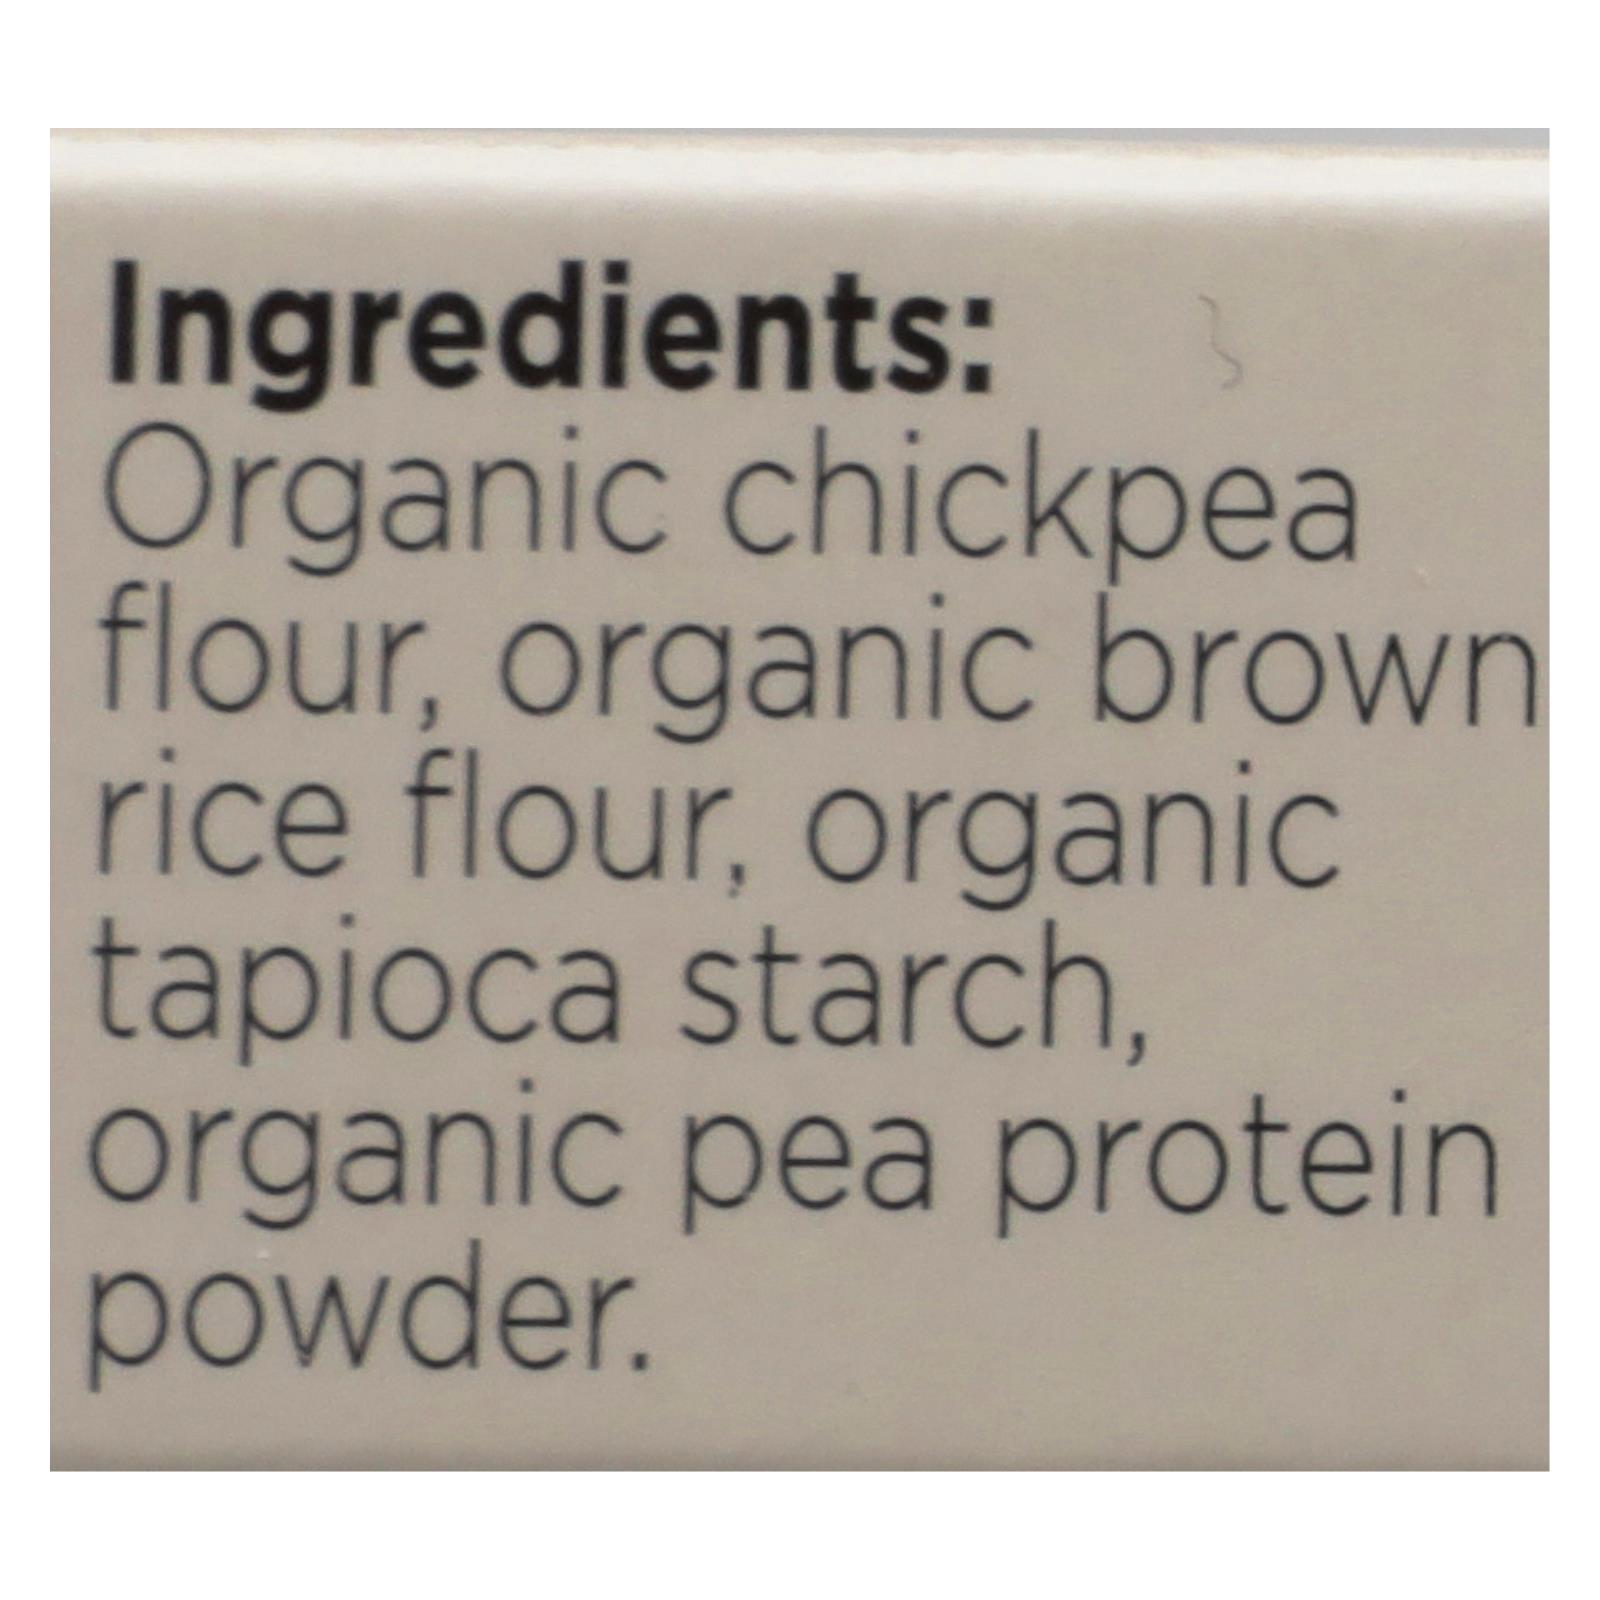 Ingredients:
Organic chickpea
flour, organic brown
rice flour, organic
tapioca starch,
organic pea protein
powder.